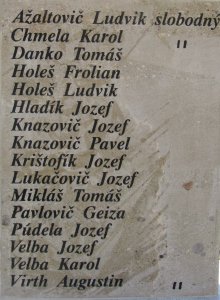 Ažaltovič Ludvik slobodný
Chmela Karol "
Danko Tomáš
Holeš Frolian
Holeš Ludvik
Hladík Jozef
Knazovič Jozef
Knazovič Pavel
Krištofík Jozef
Lukačovič Jozef
Mikláš Tomáš
Pavlovič Geiza
Púdela Jozef
Velba Jozef
Velba Karol
Virth Augustin "